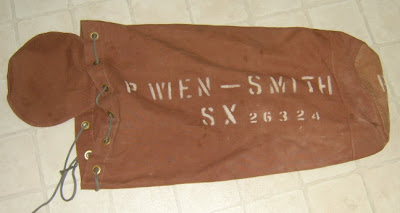 P. WIEN-SMITH
SX 26324